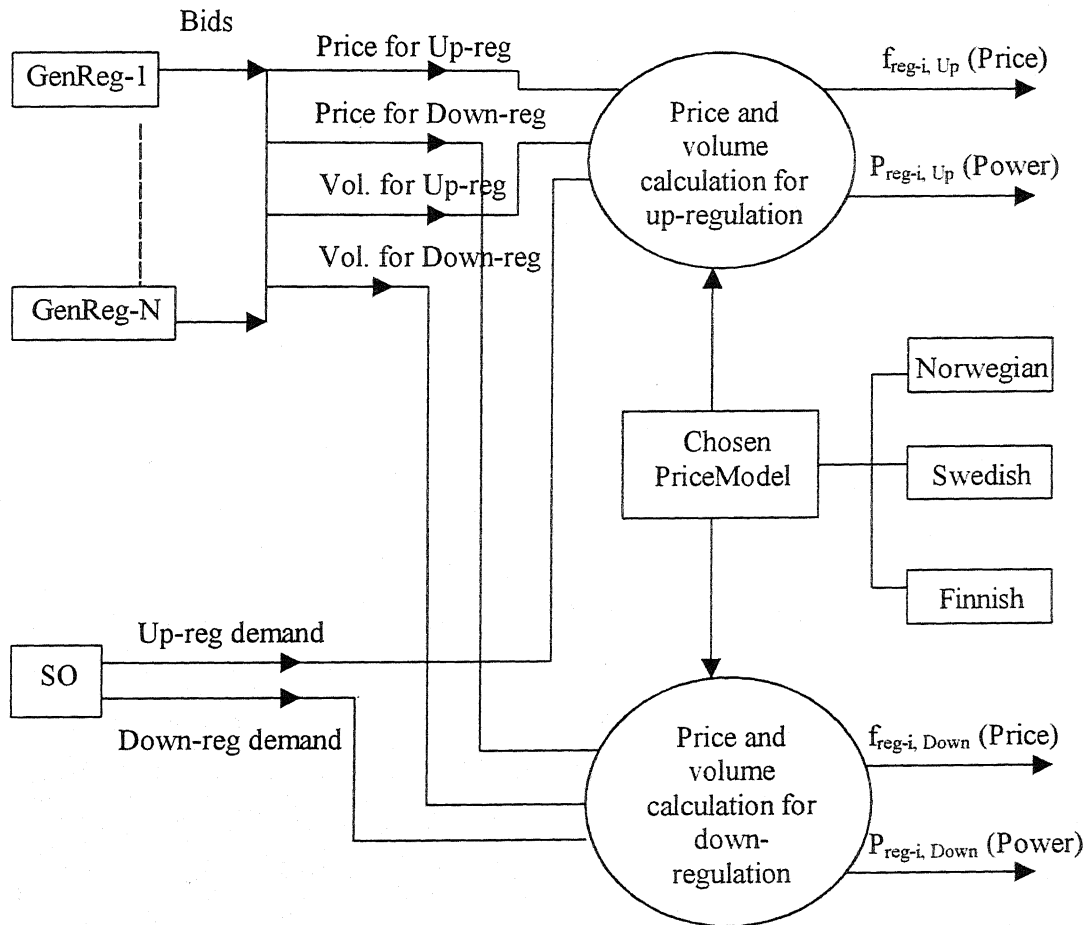 Bids
GenReg-1
Price for Up-reg
Price for Down-reg
Vol. for Up-reg
Vol. for Down-reg
GenReg-N
Price and
volume
calculation for
up-regulation
freg-i, Up (Price)
Preg-i, Up (Power)
Chosen
PriceModel
Norwegian
Swedish
Finnish
SO
Up-reg demand
Down-reg demand
Price and
volume
calculation for
down-
regulation
freg-i, Down (Price)
Preg-i, Down (Power)